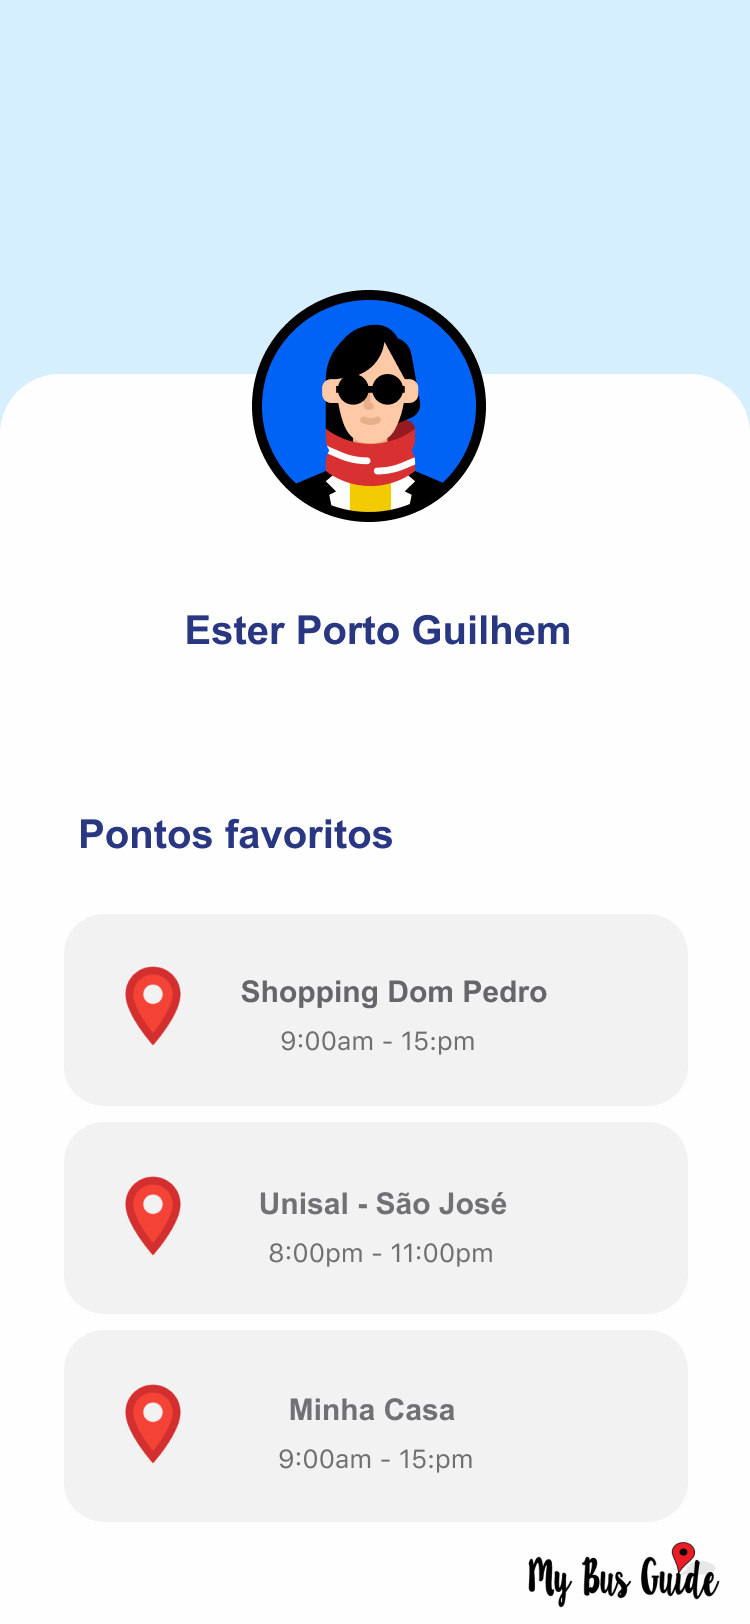 Ester Porto Guilhem
Pontos favoritos
Shopping Dom Pedro
9:00am - 15:pm
Unisal - São José
8:00pm - 11:00pm
Minha Casa
9:00am - 15:pm
My Bus Guide